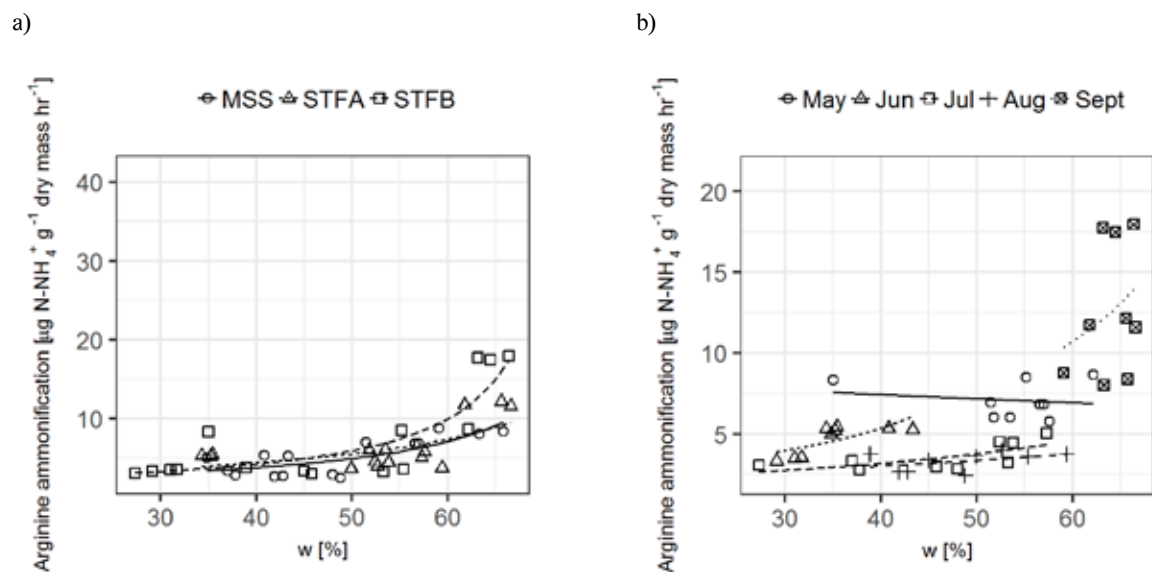 a)
b)
MSS STFA STFB
May Jun Jul Aug Sept
Arginine ammonification [µg N-NH₄⁺ g⁻¹ dry mass hr⁻¹]
40
30
20
10
30 40 50 60
w [%]
Arginine ammonification [µg N-NH₄⁺ g⁻¹ dry mass hr⁻¹]
20
15
10
5
30 40 50 60
w [%]